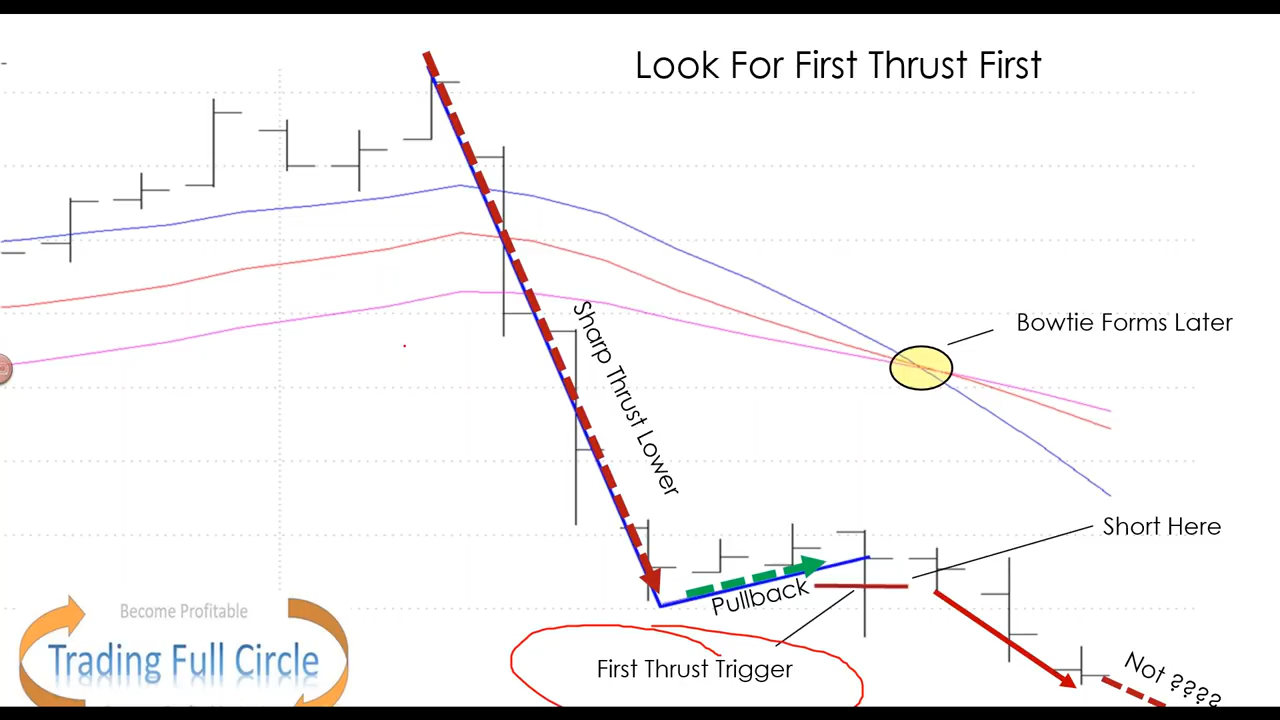 Look For First Thrust First
Sharp Thrust Lower
Bowtie Forms Later
Short Here
Pullback
First Thrust Trigger
Not ????
Become Profitable
Trading Full Circle